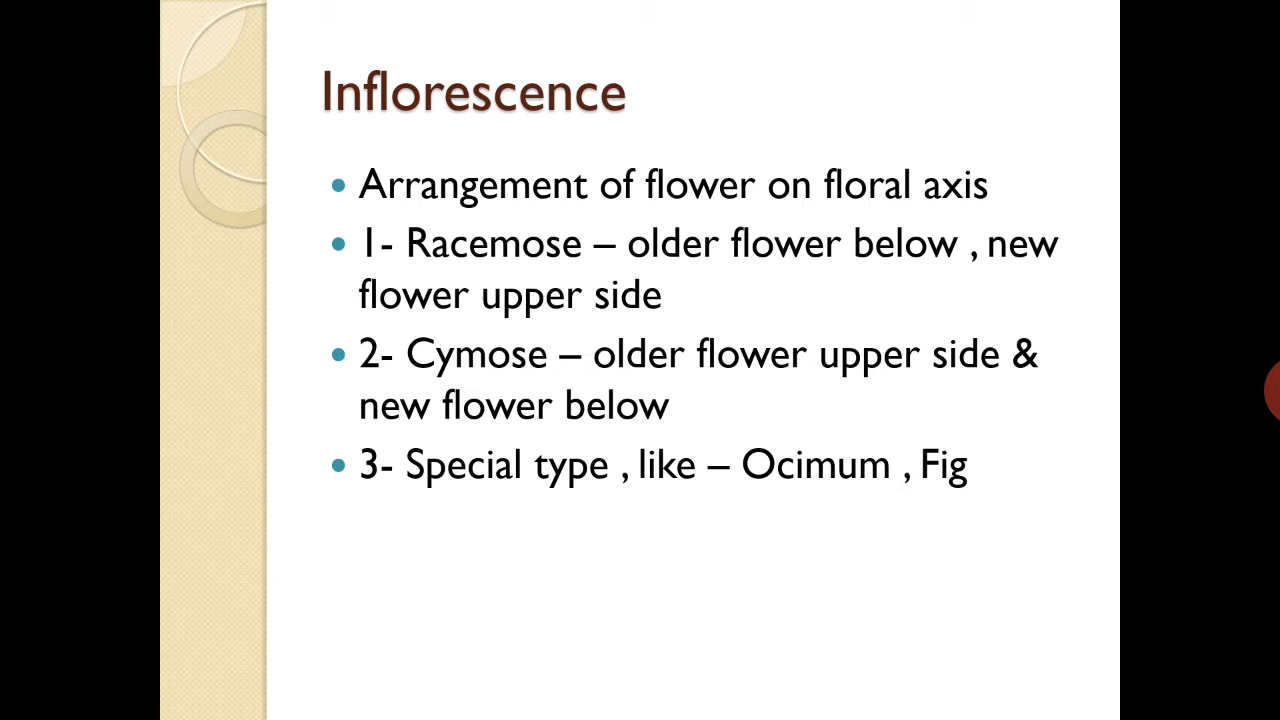 Inflorescence
Arrangement of flower on floral axis
1- Racemose – older flower below , new
flower upper side
2- Cymose – older flower upper side &
new flower below
3- Special type , like – Ocimum , Fig